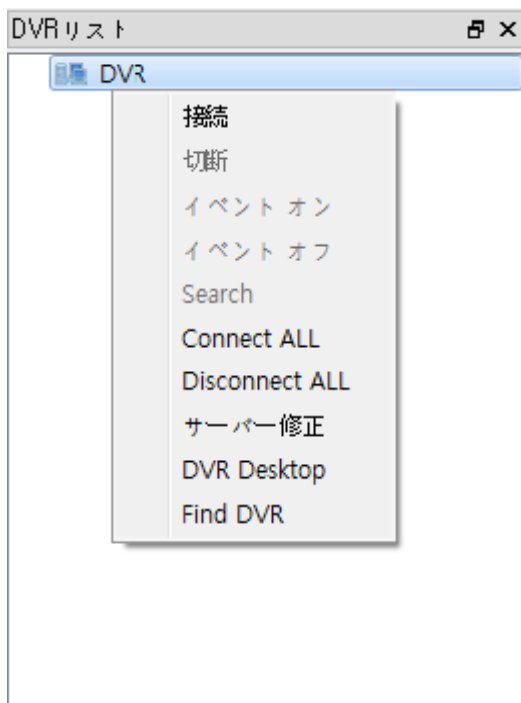 DVRリスト
DVR
接続
切断
イベント オン
イベント オフ
Search
Connect ALL
Disconnect ALL
サーバー修正
DVR Desktop
Find DVR